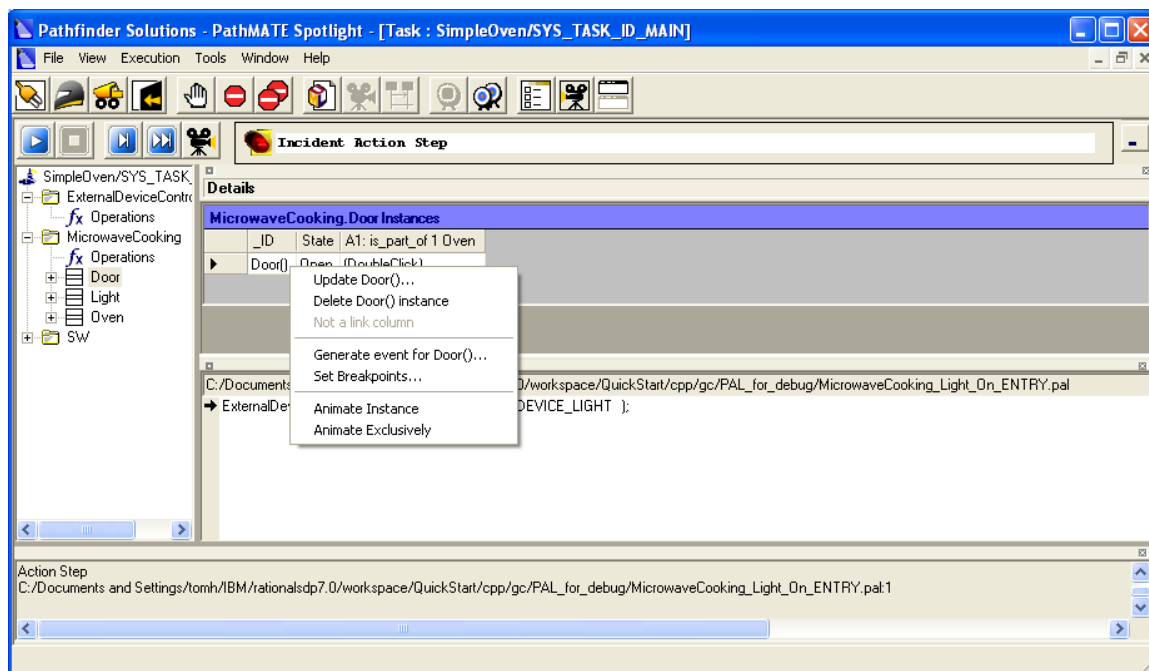 Pathfinder Solutions - PathMATE Spotlight - [Task : SimpleOven/SYS_TASK_ID_MAIN]
File View Execution Tools Window Help
Incident Action Step
SimpleOven/SYS_TASK_
ExternalDeviceContro
Operations
MicrowaveCooking
Operations
Door
Light
Oven
SW
Details
MicrowaveCooking.Door Instances
_ID State A1: is_part_of 1 Oven
Door() Open (DoubleClick)
Update Door()...
Delete Door() instance
Not a link column
Generate event for Door()...
Set Breakpoints...
Animate Instance
Animate Exclusively
C:/Documents 0/workspace/QuickStart/cpp/gc/PAL_for_debug/MicrowaveCooking_Light_On_ENTRY.pal
ExternalDe DEVICE_LIGHT );
Action Step
C:/Documents and Settings/tomh/IBM/rationalsdp7.0/workspace/QuickStart/cpp/gc/PAL_for_debug/MicrowaveCooking_Light_On_ENTRY.pal:1